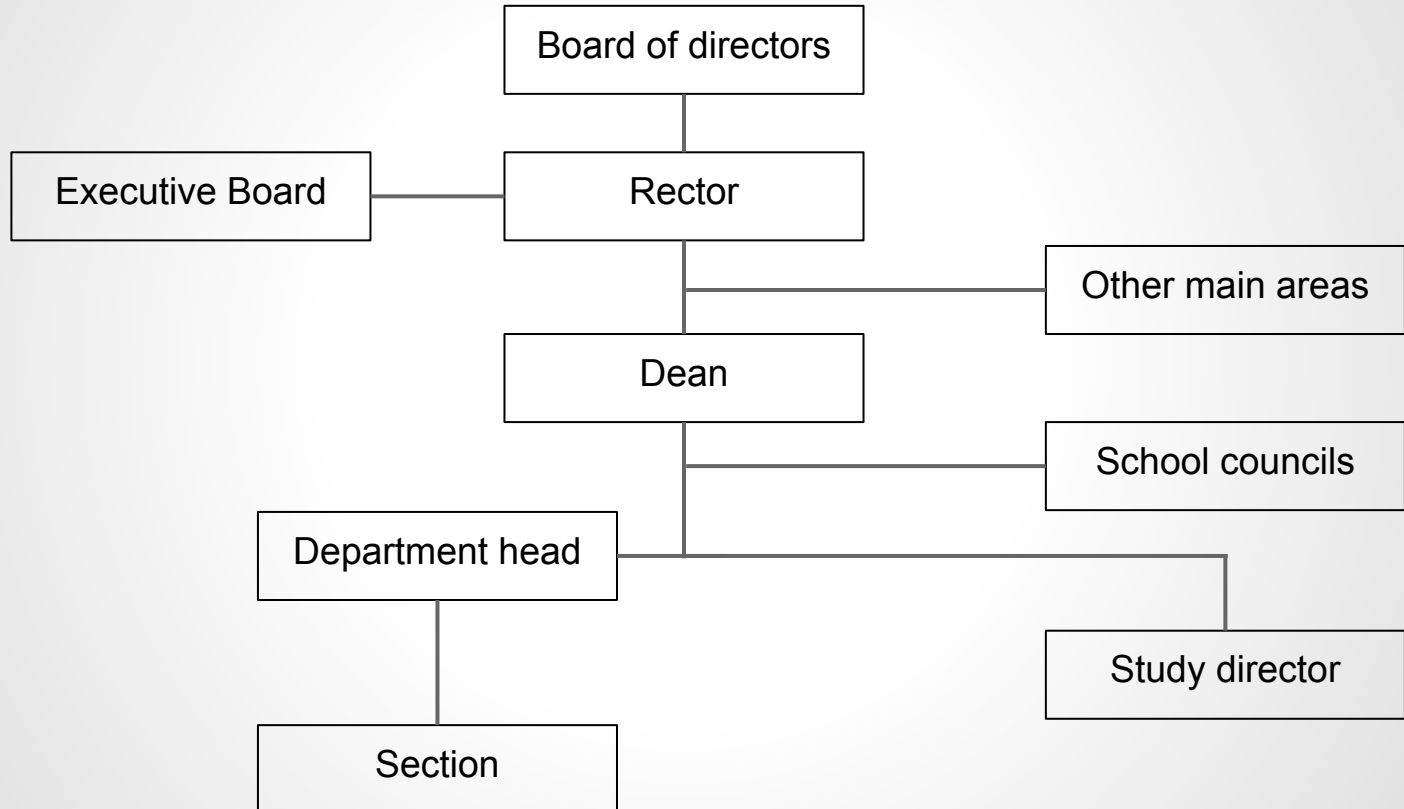 Board of directors
Executive Board
Rector
Other main areas
Dean
School councils
Department head
Study director
Section